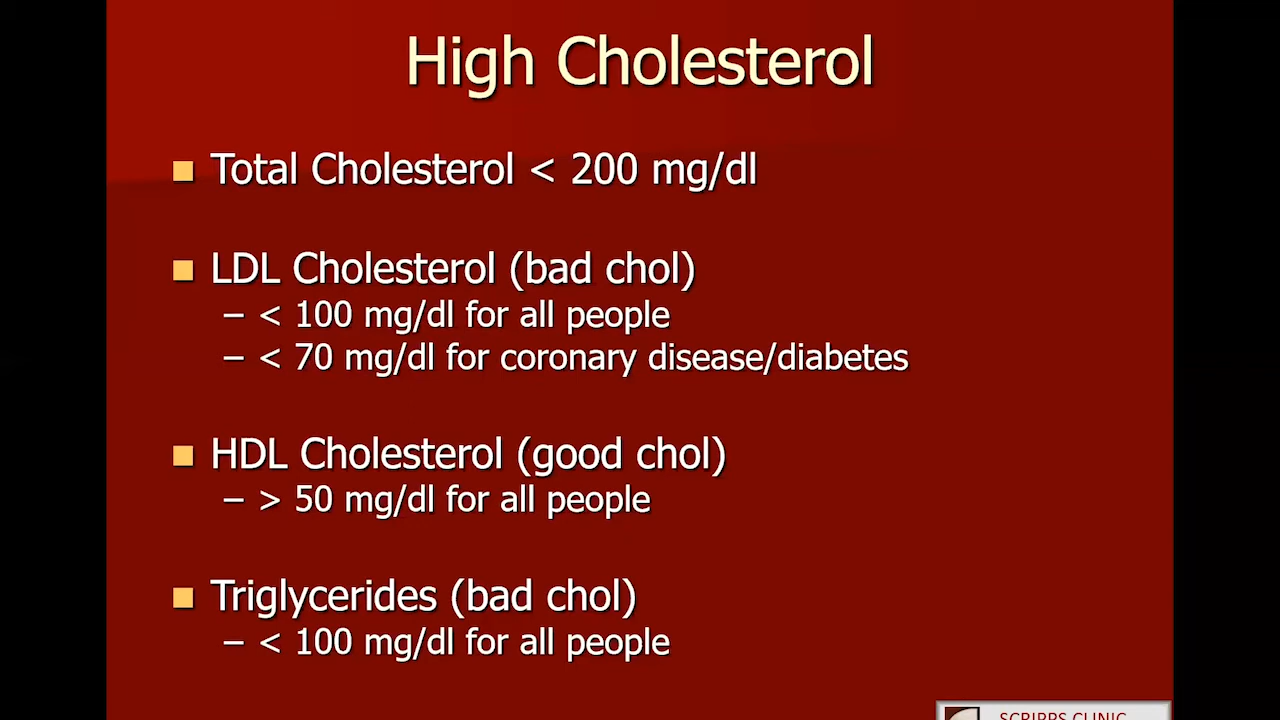 High Cholesterol
■ Total Cholesterol < 200 mg/dl
■ LDL Cholesterol (bad chol)
– < 100 mg/dl for all people
– < 70 mg/dl for coronary disease/diabetes
■ HDL Cholesterol (good chol)
– > 50 mg/dl for all people
■ Triglycerides (bad chol)
– < 100 mg/dl for all people
SCRIPPS CLINIC